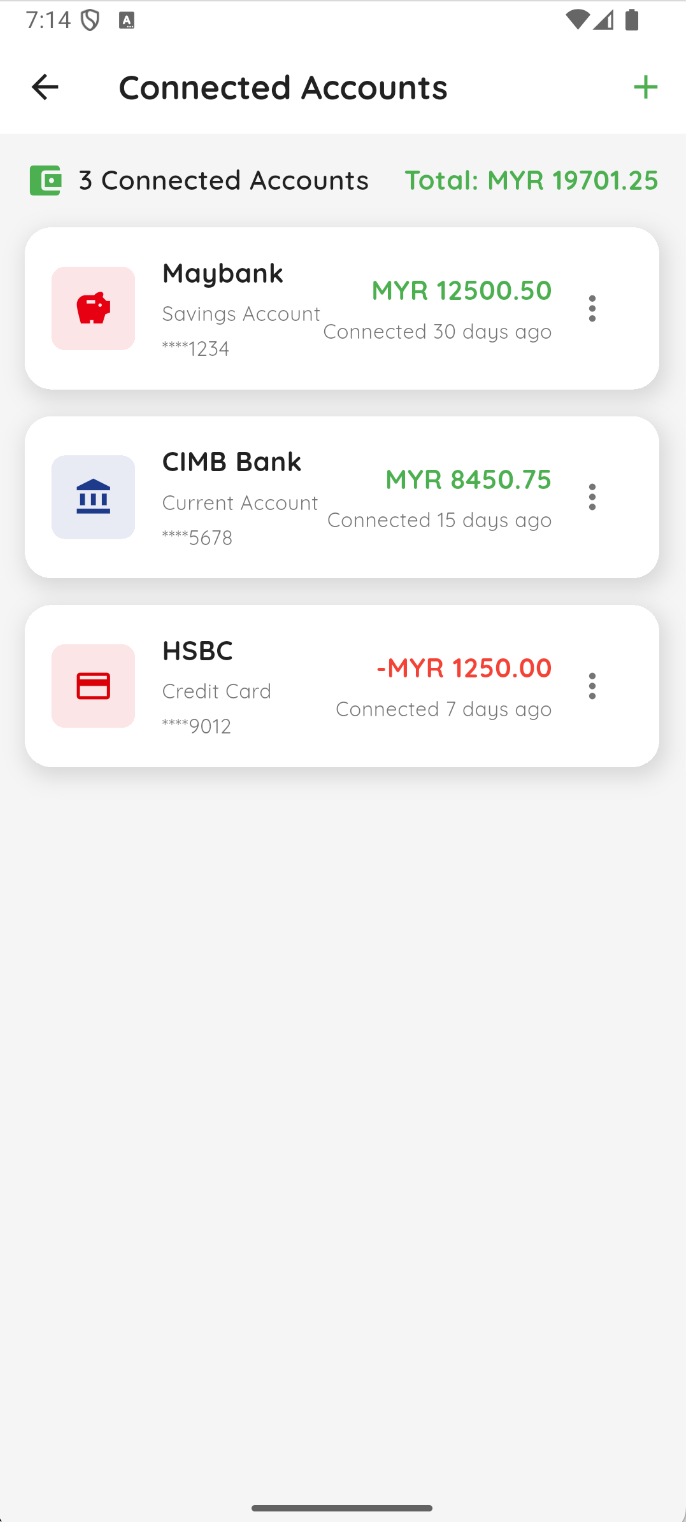 7:14
Connected Accounts
3 Connected Accounts Total: MYR 19701.25
Maybank
MYR 12500.50
Savings Account
Connected 30 days ago
****1234
CIMB Bank
MYR 8450.75
Current Account
Connected 15 days ago
****5678
HSBC
-MYR 1250.00
Credit Card
Connected 7 days ago
****9012